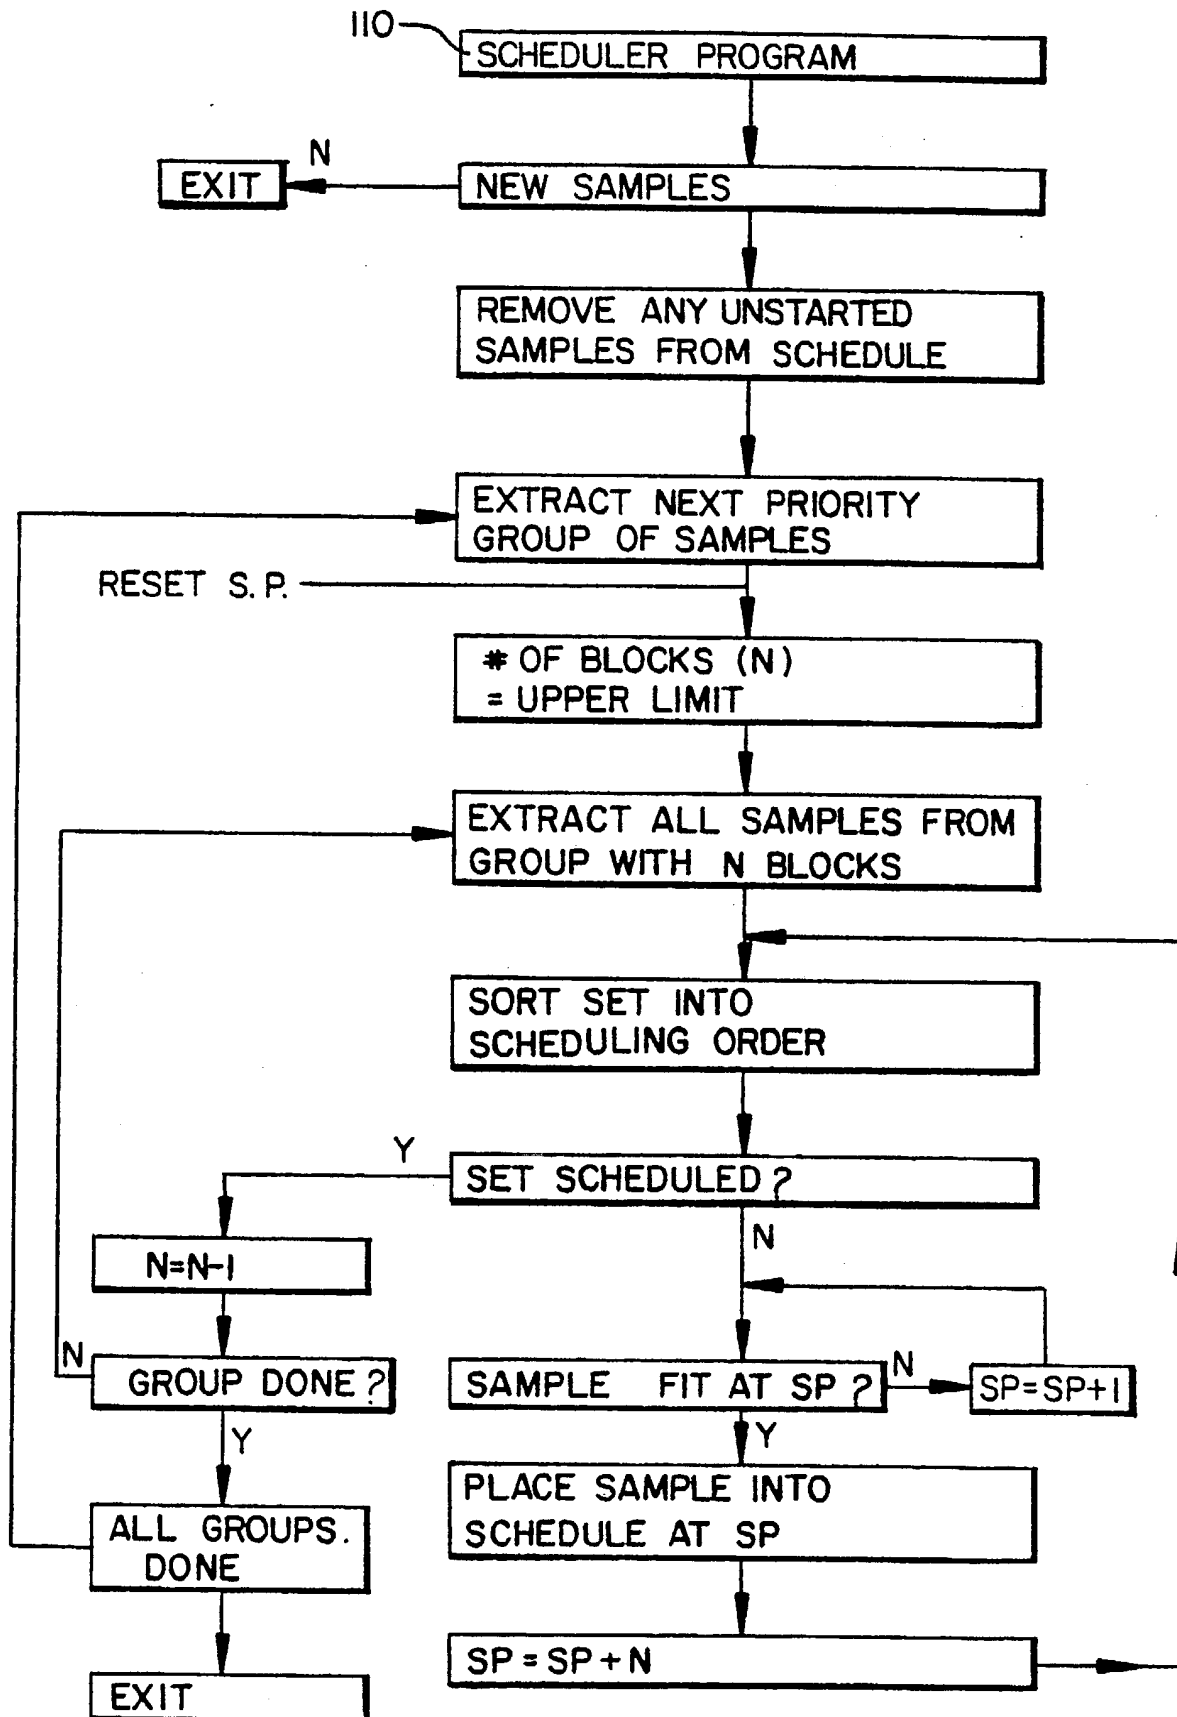 110
SCHEDULER PROGRAM
N
EXIT
NEW SAMPLES
REMOVE ANY UNSTARTED
SAMPLES FROM SCHEDULE
EXTRACT NEXT PRIORITY
GROUP OF SAMPLES
RESET S.P.
# OF BLOCKS (N)
= UPPER LIMIT
EXTRACT ALL SAMPLES FROM
GROUP WITH N BLOCKS
SORT SET INTO
SCHEDULING ORDER
Y
SET SCHEDULED?
N
N=N-1
N
GROUP DONE?
SAMPLE FIT AT SP?
N
SP=SP+1
Y
Y
PLACE SAMPLE INTO
SCHEDULE AT SP
ALL GROUPS.
DONE
SP=SP+N
EXIT